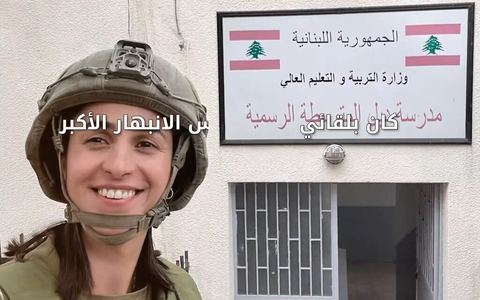 الجمهورية اللبنانية
وزارة التربية و التعليم العالي
مدرسة الرسمية
كان بلقائي
س الانبهار الأكبر